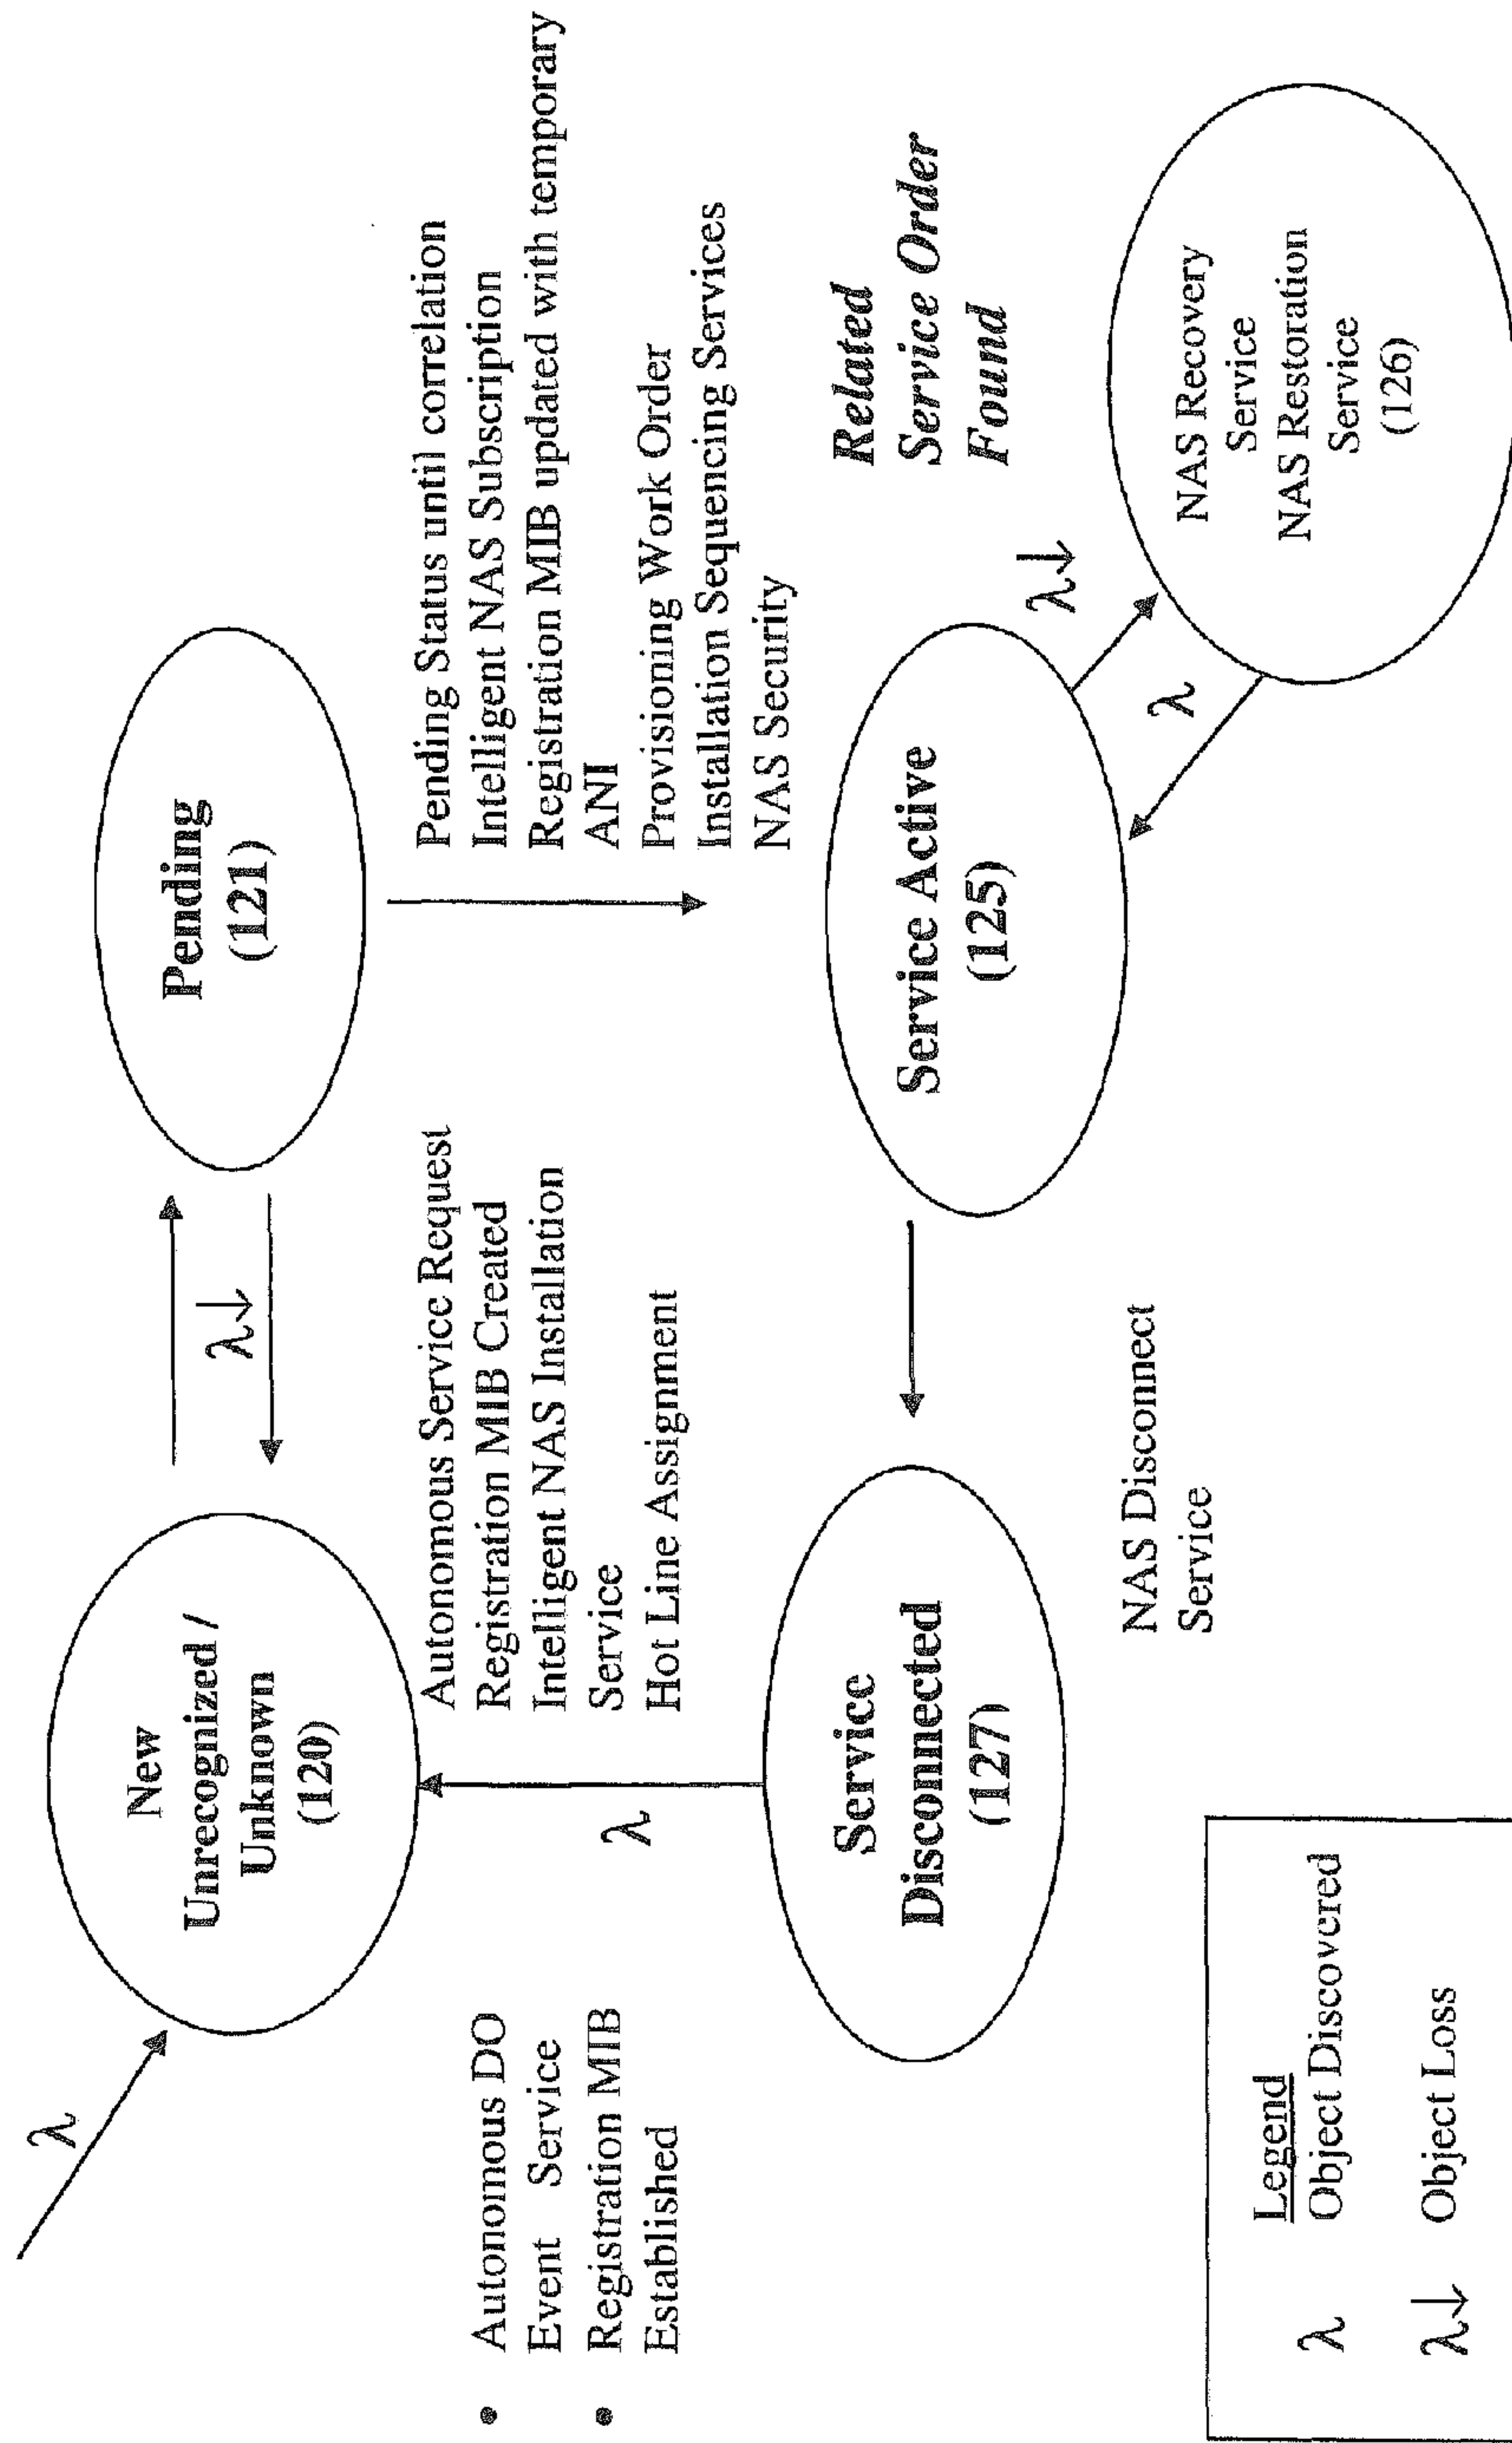 λ
New
Unrecognized /
Unknown
(120)
λ↓
Pending
(121)
• Autonomous DO
Event Service
• Registration MIB
Established
Autonomous Service Request
Registration MIB Created
Intelligent NAS Installation
Service
Hot Line Assignment
Pending Status until correlation
Intelligent NAS Subscription
Registration MIB updated with temporary
ANI
Provisioning Work Order
Installation Sequencing Services
NAS Security
λ
Service
Disconnected
(127)
Service Active
(125)
Related
Service Order
Found
λ↓
λ
NAS Recovery
Service
NAS Restoration
Service
(126)
NAS Disconnect
Service
Legend
λ Object Discovered
λ↓ Object Loss